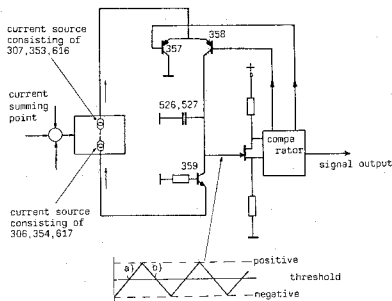 current source
consisting of
307,353,616
357
358
current
summing
point
526,527
359
compa
rator
signal output
current source
consisting of
306,354,617
a)
b)
positive
threshold
negative